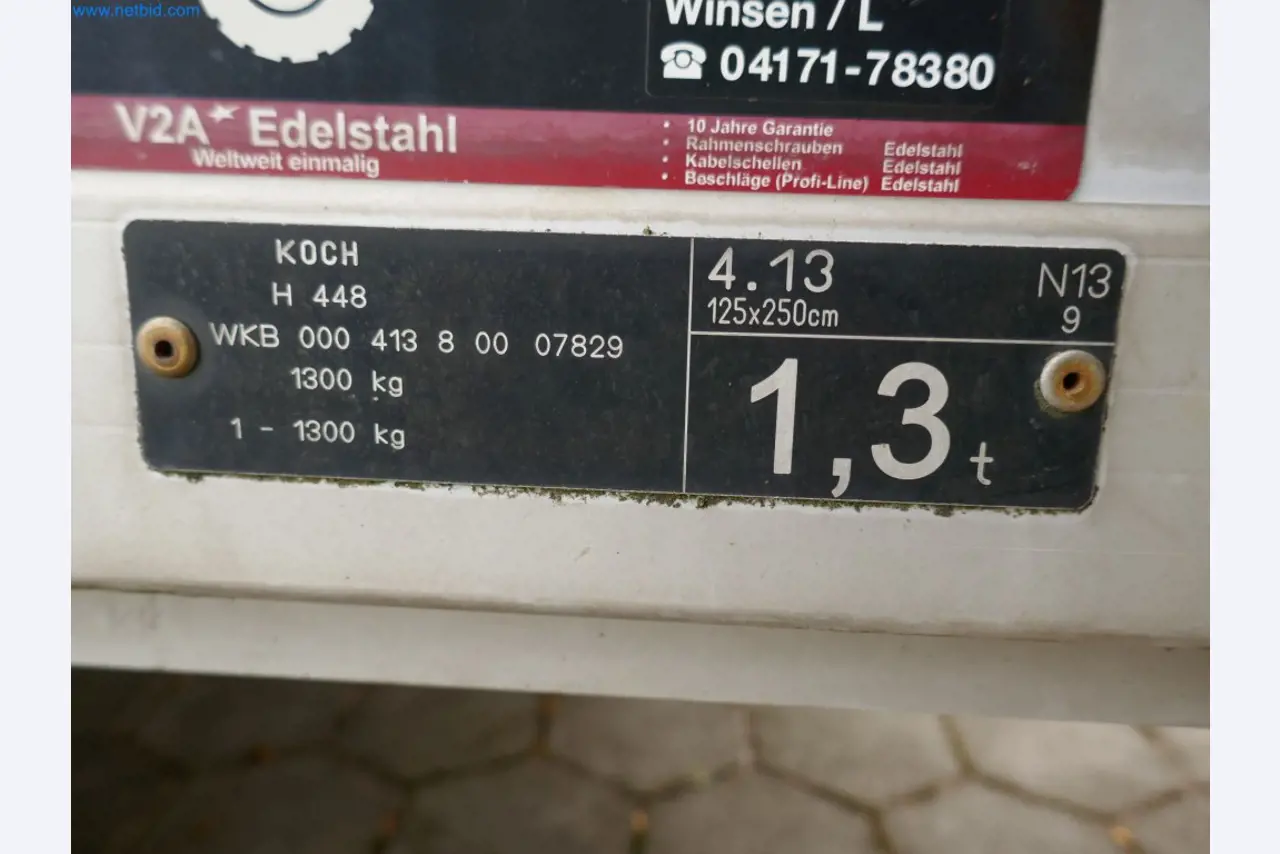 www.netbid.com
Winsen / L
☎ 04171-78380
V2A Edelstahl
Weltweit einmalig
• 10 Jahre Garantie
• Rahmenschrauben Edelstahl
• Kabelschellen Edelstahl
• Beschläge (Profi-Line) Edelstahl
KOCH
H 448
WKB 000 413 8 00 07829
1300 kg
1 - 1300 kg
4.13
125x250cm
N13
9
1,3 t